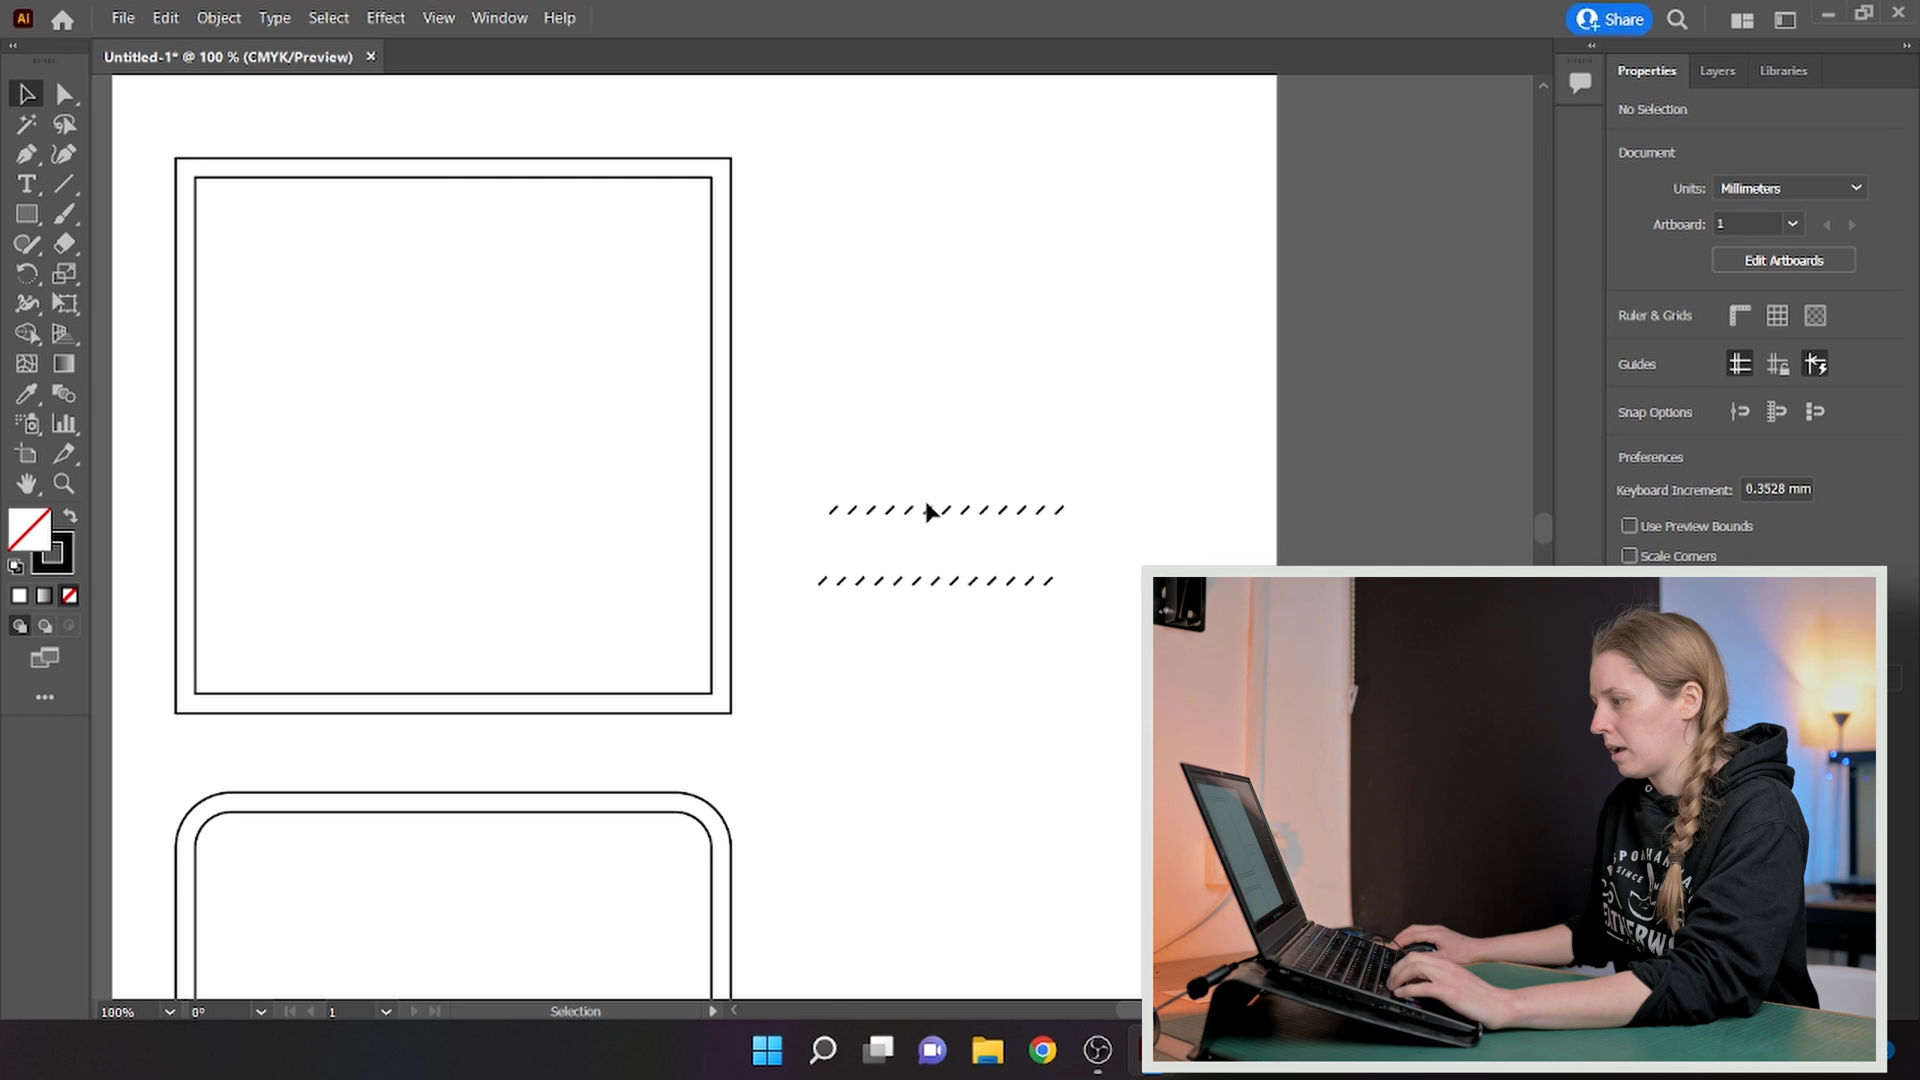 Ai
File Edit Object Type Select Effect View Window Help
Share
Untitled-1* @ 100 % (CMYK/Preview) ×
Properties Layers Libraries
No Selection
Document
Units: Millimeters
Artboard: 1
Edit Artboards
Ruler & Grids
Guides
Snap Options
Preferences
Keyboard Increment: 0.3528 mm
Use Preview Bounds
Scale Corners
100% 0° 1 Selection
SINCE